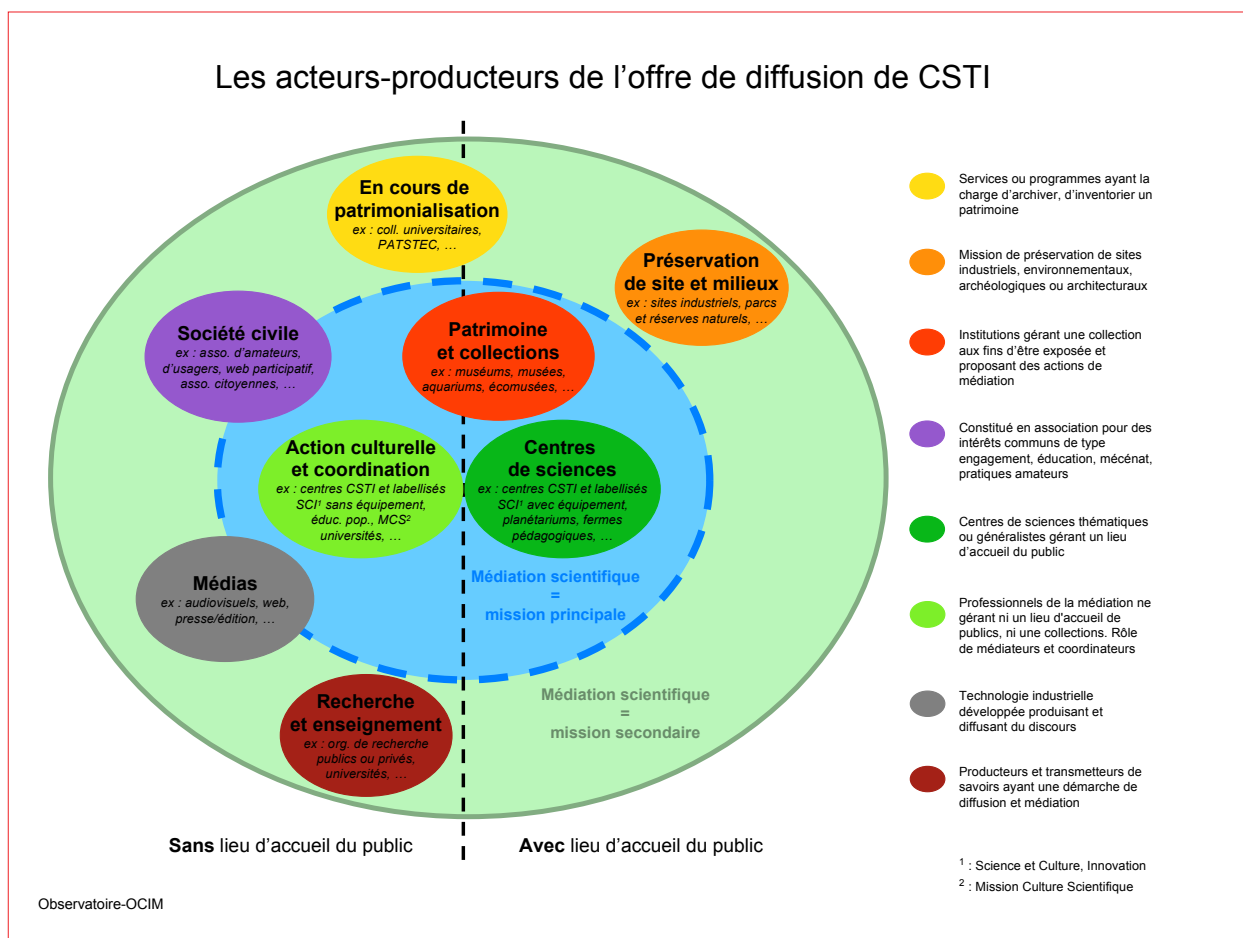 Les acteurs-producteurs de l’offre de diffusion de CSTI
En cours de
patrimonialisation
ex : coll. universitaires,
PATSTEC, …
Préservation
de site et milieux
ex : sites industriels, parcs
et réserves naturels, …
Société civile
ex : asso. d’amateurs,
d’usagers, web participatif,
asso. citoyennes, …
Patrimoine
et collections
ex : muséums, musées,
aquariums, écomusées, …
Action culturelle
et coordination
ex : centres CSTI et labellisés
SCI¹ sans équipement,
éduc. pop., MCS²
universités, …
Centres
de sciences
ex : centres CSTI et labellisés
SCI¹ avec équipement,
planétariums, fermes
pédagogiques, …
Médias
ex : audiovisuels, web,
presse/édition, …
Médiation scientifique
=
mission principale
Recherche
et enseignement
ex : org. de recherche
publics ou privés,
universités, …
Médiation scientifique
=
mission secondaire
Sans lieu d’accueil du public
Avec lieu d’accueil du public
Services ou programmes ayant la
charge d’archiver, d’inventorier un
patrimoine
Mission de préservation de sites
industriels, environnementaux,
archéologiques ou architecturaux
Institutions gérant une collection
aux fins d’être exposée et
proposant des actions de
médiation
Constitué en association pour des
intérêts communs de type
engagement, éducation, mécénat,
pratiques amateurs
Centres de sciences thématiques
ou généralistes gérant un lieu
d’accueil du public
Professionnels de la médiation ne
gérant ni un lieu d'accueil de
publics, ni une collections. Rôle
de médiateurs et coordinateurs
Technologie industrielle
développée produisant et
diffusant du discours
Producteurs et transmetteurs de
savoirs ayant une démarche de
diffusion et médiation
¹ : Science et Culture, Innovation
² : Mission Culture Scientifique
Observatoire-OCIM